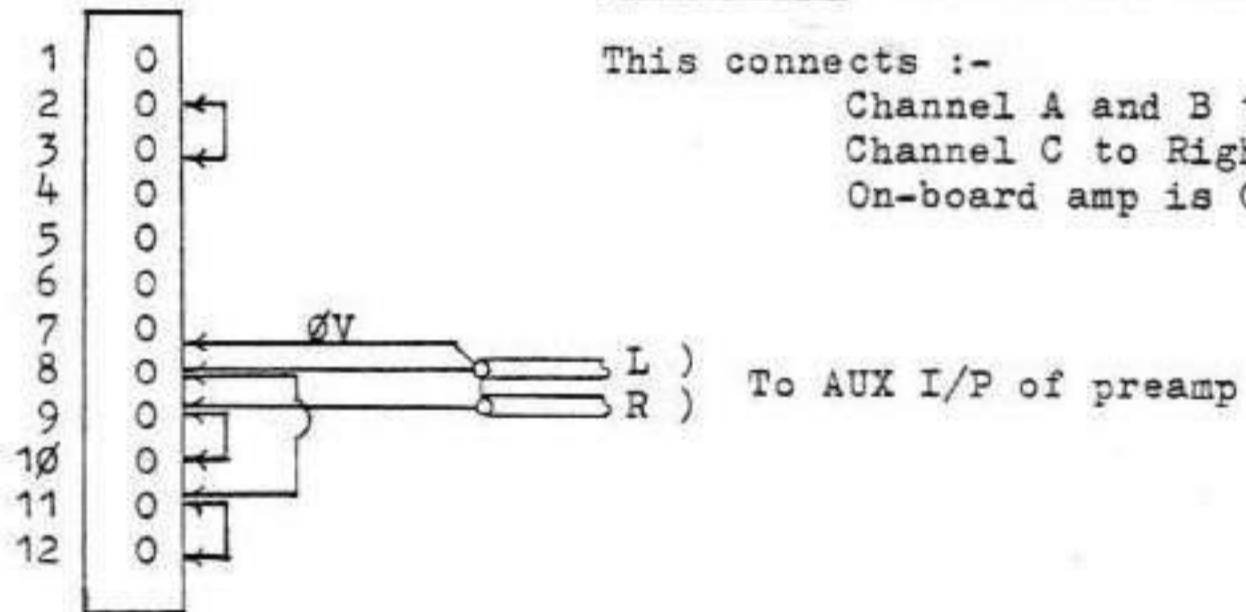 This connects :-
Channel A and B
Channel C to
On-board amp is
1 O
2 O
3 O
4 O
5 O
6 O
7 O
ØV
8 O
L )
9 O
R )
To AUX I/P of preamp
1Ø O
11 O
12 O